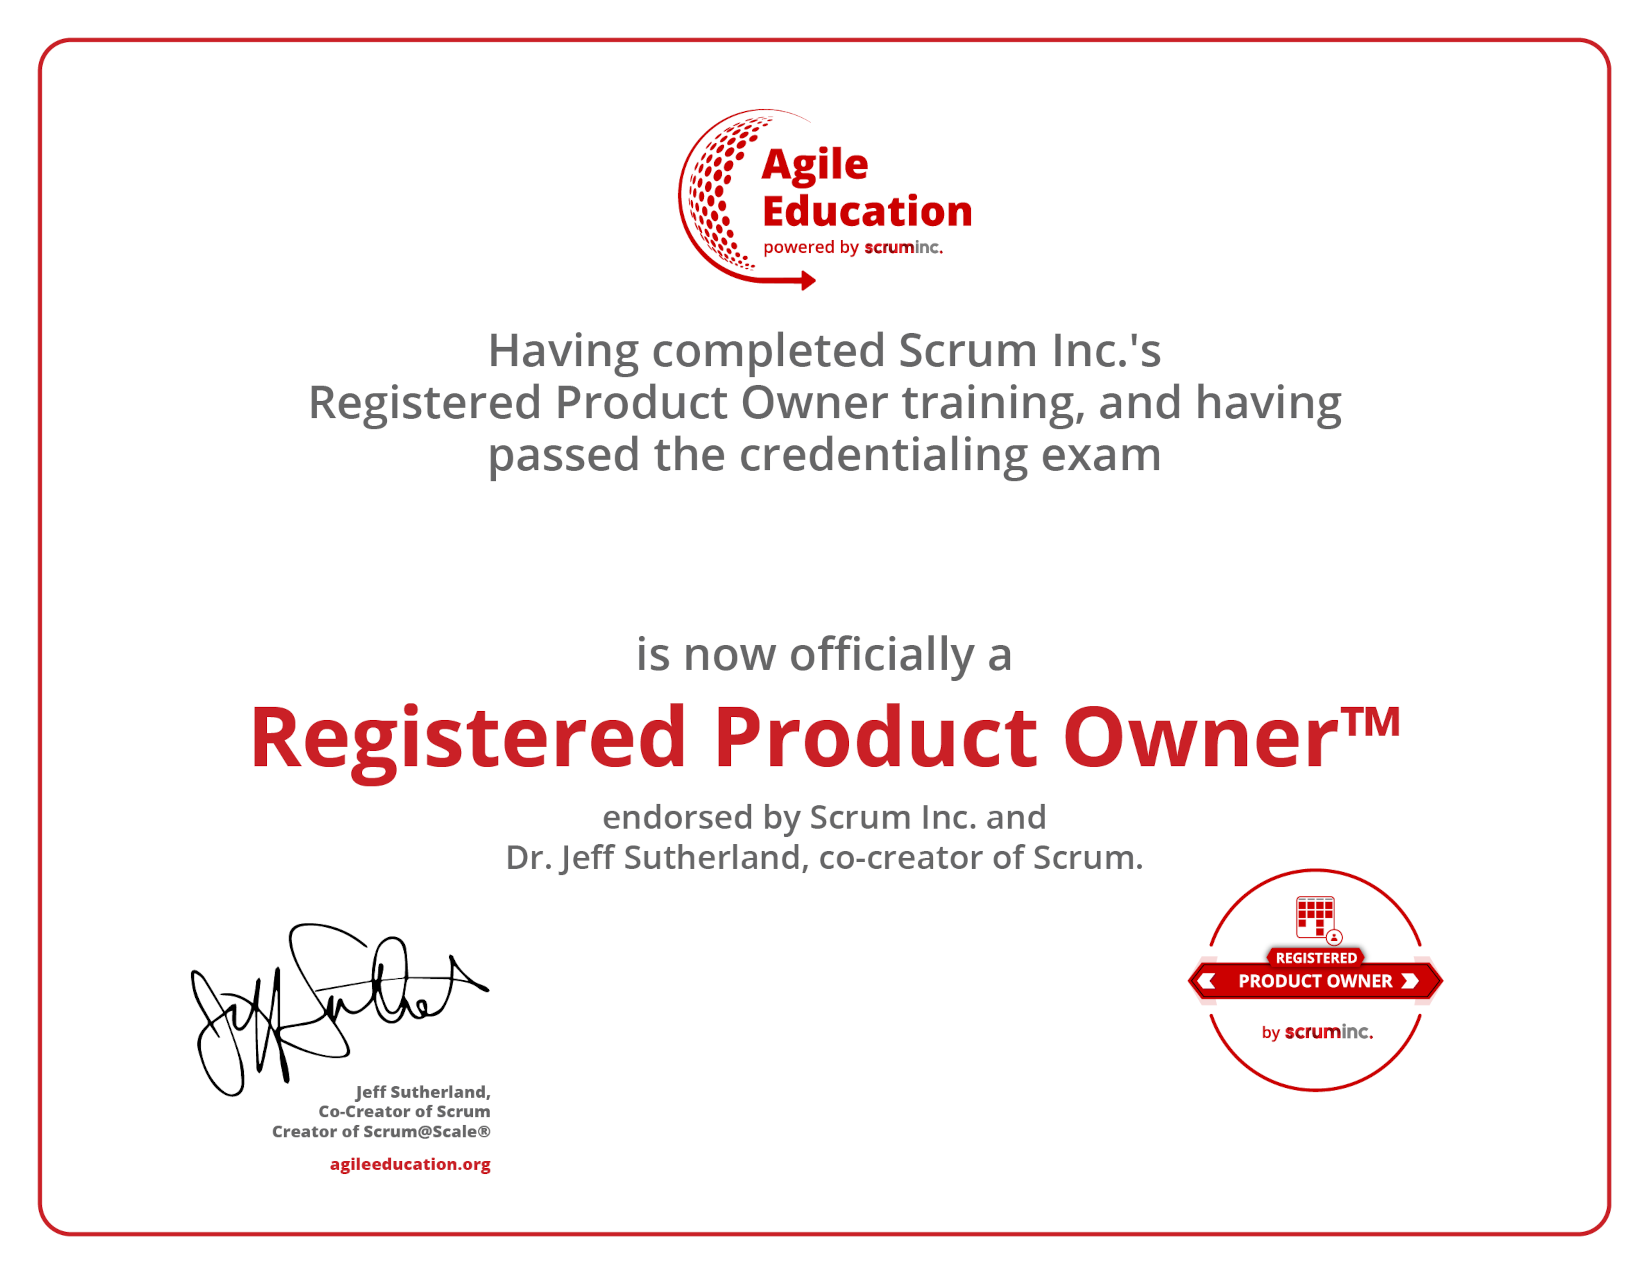 Agile
Education
powered by scruminc.
Having completed Scrum Inc.'s
Registered Product Owner training, and having
passed the credentialing exam
is now officially a
Registered Product Owner™
endorsed by Scrum Inc. and
Dr. Jeff Sutherland, co-creator of Scrum.
REGISTERED
PRODUCT OWNER
by scruminc.
Jeff Sutherland
Jeff Sutherland,
Co-Creator of Scrum
Creator of Scrum@Scale®
agileeducation.org